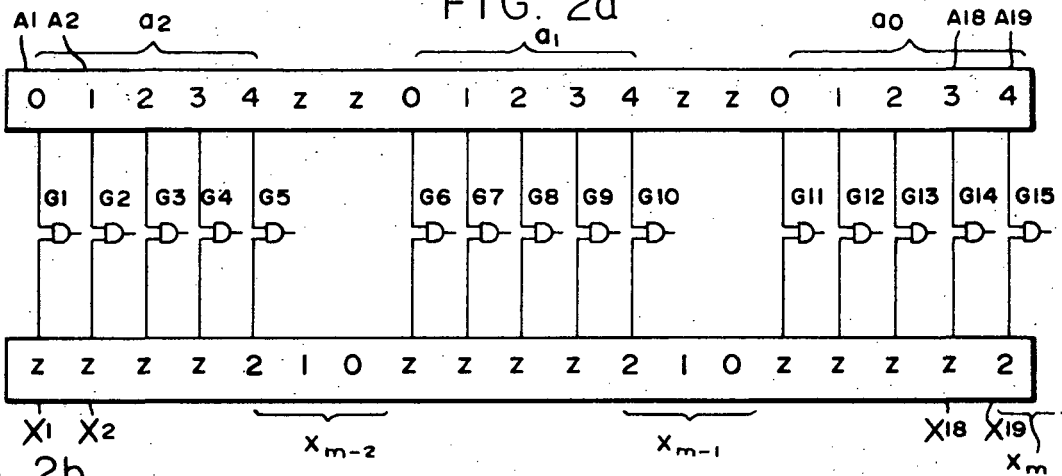 FIG. 2a
A1 A2 a2 a1 a0 A18 A19
0 1 2 3 4 z z 0 1 2 3 4 z z 0 1 2 3 4
G1 G2 G3 G4 G5 G6 G7 G8 G9 G10 G11 G12 G13 G14 G15
z z z z 2 1 0 z z z z 2 1 0 z z z z 2
X1 X2 xm-2 xm-1 X18 X19
xm
2b